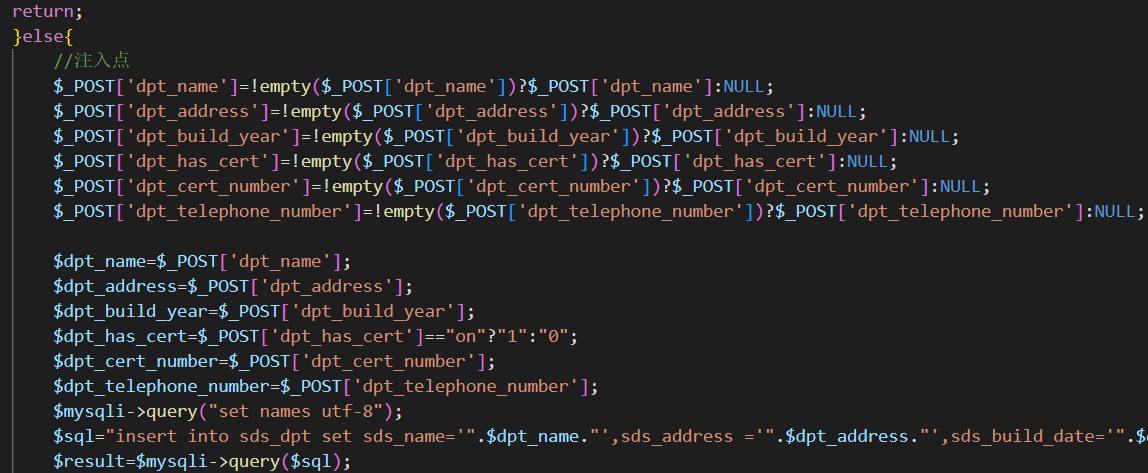 return;
}else{
//注入点
$_POST['dpt_name']=!empty($_POST['dpt_name'])?$_POST['dpt_name']:NULL;
$_POST['dpt_address']=!empty($_POST['dpt_address'])?$_POST['dpt_address']:NULL;
$_POST['dpt_build_year']=!empty($_POST['dpt_build_year'])?$_POST['dpt_build_year']:NULL;
$_POST['dpt_has_cert']=!empty($_POST['dpt_has_cert'])?$_POST['dpt_has_cert']:NULL;
$_POST['dpt_cert_number']=!empty($_POST['dpt_cert_number'])?$_POST['dpt_cert_number']:NULL;
$_POST['dpt_telephone_number']=!empty($_POST['dpt_telephone_number'])?$_POST['dpt_telephone_number']:NULL;
$dpt_name=$_POST['dpt_name'];
$dpt_address=$_POST['dpt_address'];
$dpt_build_year=$_POST['dpt_build_year'];
$dpt_has_cert=$_POST['dpt_has_cert']=="on"?"1":"0";
$dpt_cert_number=$_POST['dpt_cert_number'];
$dpt_telephone_number=$_POST['dpt_telephone_number'];
$mysqli->query("set names utf-8");
$sql="insert into sds_dpt set sds_name='".$dpt_name."',sds_address ='".$dpt_address."',sds_build_date='".$
$result=$mysqli->query($sql);